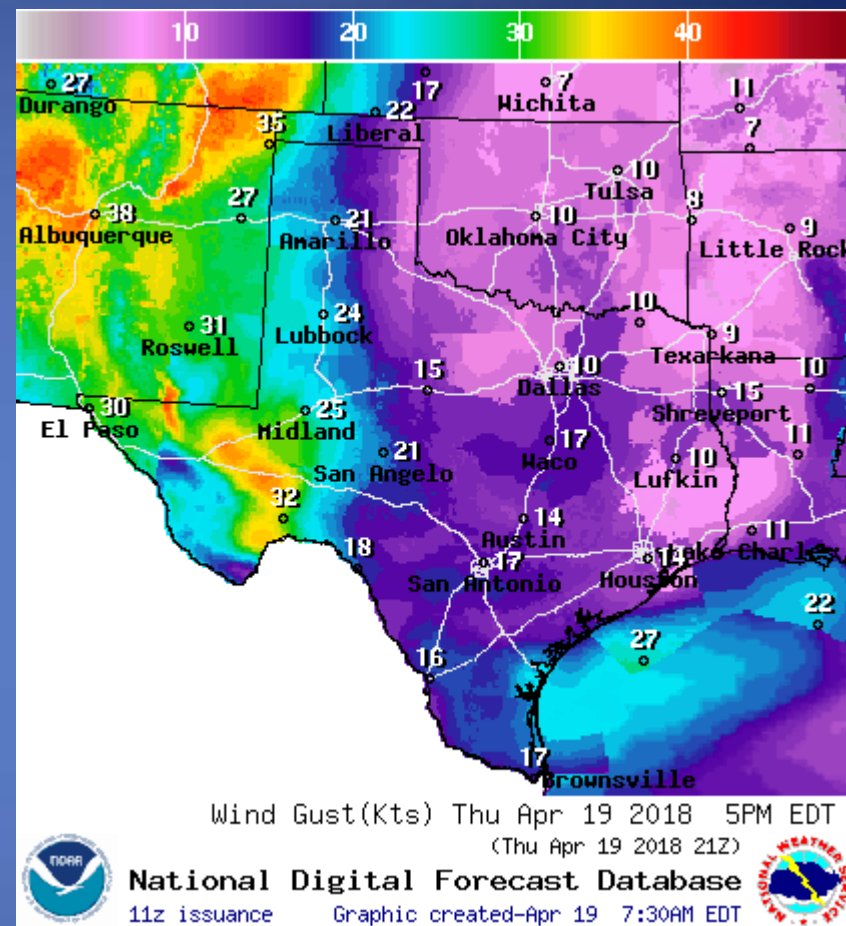 10 20 30 40
27 Durango
17
7 Wichita
11
22 Liberal
7
35
10 Tulsa
38 Albuquerque
27
21 Amarillo
10 Oklahoma City
8
9 Little Rock
31 Roswell
24 Lubbock
10
9 Texarkana
15
10 Dallas
15 Shreveport
10
30 El Paso
25 Midland
21 San Angelo
17 Waco
10 Lufkin
11
32
14 Austin
11 Lake Charles
18
17 San Antonio
14 Houston
22
16
27
17 Brownsville
Wind Gust(Kts) Thu Apr 19 2018 5PM EDT
(Thu Apr 19 2018 21Z)
NOAA
National Digital Forecast Database
11z issuance Graphic created-Apr 19 7:30AM EDT
NATIONAL WEATHER SERVICE